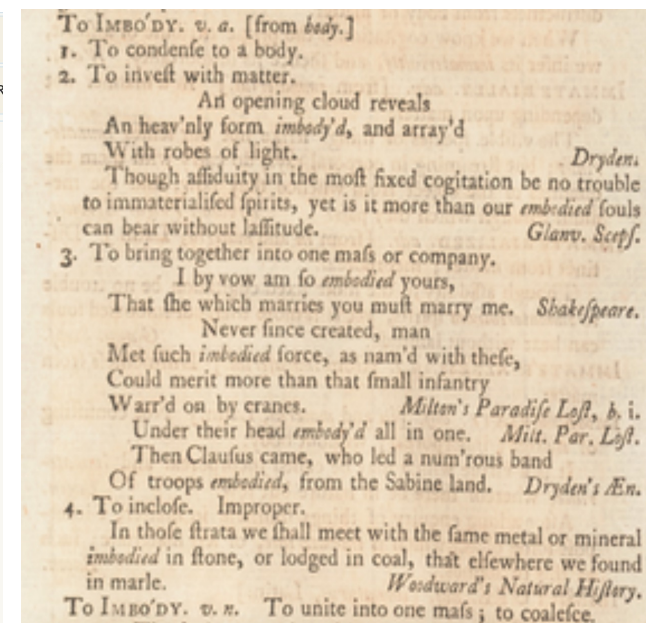 To IMBO'DY. v. a. [from body.]
1. To condenſe to a body.
2. To inveſt with matter.
An opening cloud reveals
An heav'nly form imbody'd, and array'd
With robes of light. Dryden.
Though aſſiduity in the moſt fixed cogitation be no trouble
to immaterialiſed ſpirits, yet is it more than our embodied ſouls
can bear without laſſitude. Glanv. Scepſ.
3. To bring together into one maſs or company.
I by vow am ſo embodied yours,
That ſhe which marries you muſt marry me. Shakeſpeare.
Never ſince created, man
Met ſuch imbodied force, as nam'd with theſe,
Could merit more than that ſmall infantry
Warr'd on by cranes. Milton's Paradiſe Loſt, b. i.
Under their head embody'd all in one. Milt. Par. Loſt.
Then Clauſus came, who led a num'rous band
Of troops embodied, from the Sabine land. Dryden's Æn.
4. To incloſe. Improper.
In thoſe ſtrata we ſhall meet with the ſame metal or mineral
imbodied in ſtone, or lodged in coal, that elſewhere we found
in marle. Woodward's Natural Hiſtory.
To IMBO'DY. v. n. To unite into one maſs; to coaleſce.